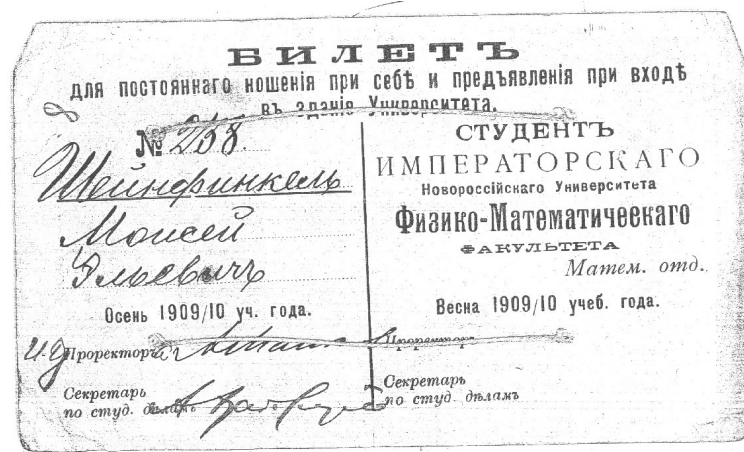 БИЛЕТЪ
для постояннаго ношенія при себѣ и предъявленія при входѣ
въ зданіе Университета.
№ 238.
Шейнфинкель
Моисей
Эльевичъ
Осень 1909/10 уч. года.
И.д. Проректоръ
Секретарь
по студ. дѣламъ
СТУДЕНТЪ
ИМПЕРАТОРСКАГО
Новороссійскаго Университета
Физико-Математическаго
ФАКУЛЬТЕТА
Матем. отд.
Весна 1909/10 учеб. года.
Проректоръ
Секретарь
по студ. дѣламъ